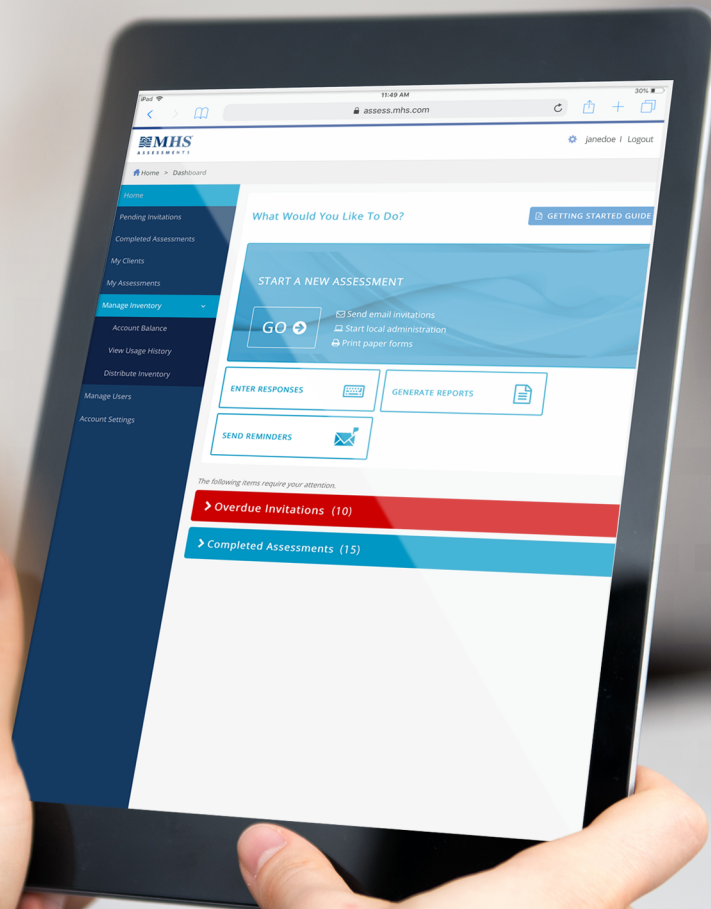 iPad
11:49 AM
30%
assess.mhs.com
MHS
ASSESSMENTS
janedoe | Logout
Home > Dashboard
Home
Pending Invitations
Completed Assessments
My Clients
My Assessments
Manage Inventory
Account Balance
View Usage History
Distribute Inventory
Manage Users
Account Settings
What Would You Like To Do?
GETTING STARTED GUIDE
START A NEW ASSESSMENT
GO
Send email invitations
Start local administration
Print paper forms
ENTER RESPONSES
GENERATE REPORTS
SEND REMINDERS
The following items require your attention.
Overdue Invitations (10)
Completed Assessments (15)